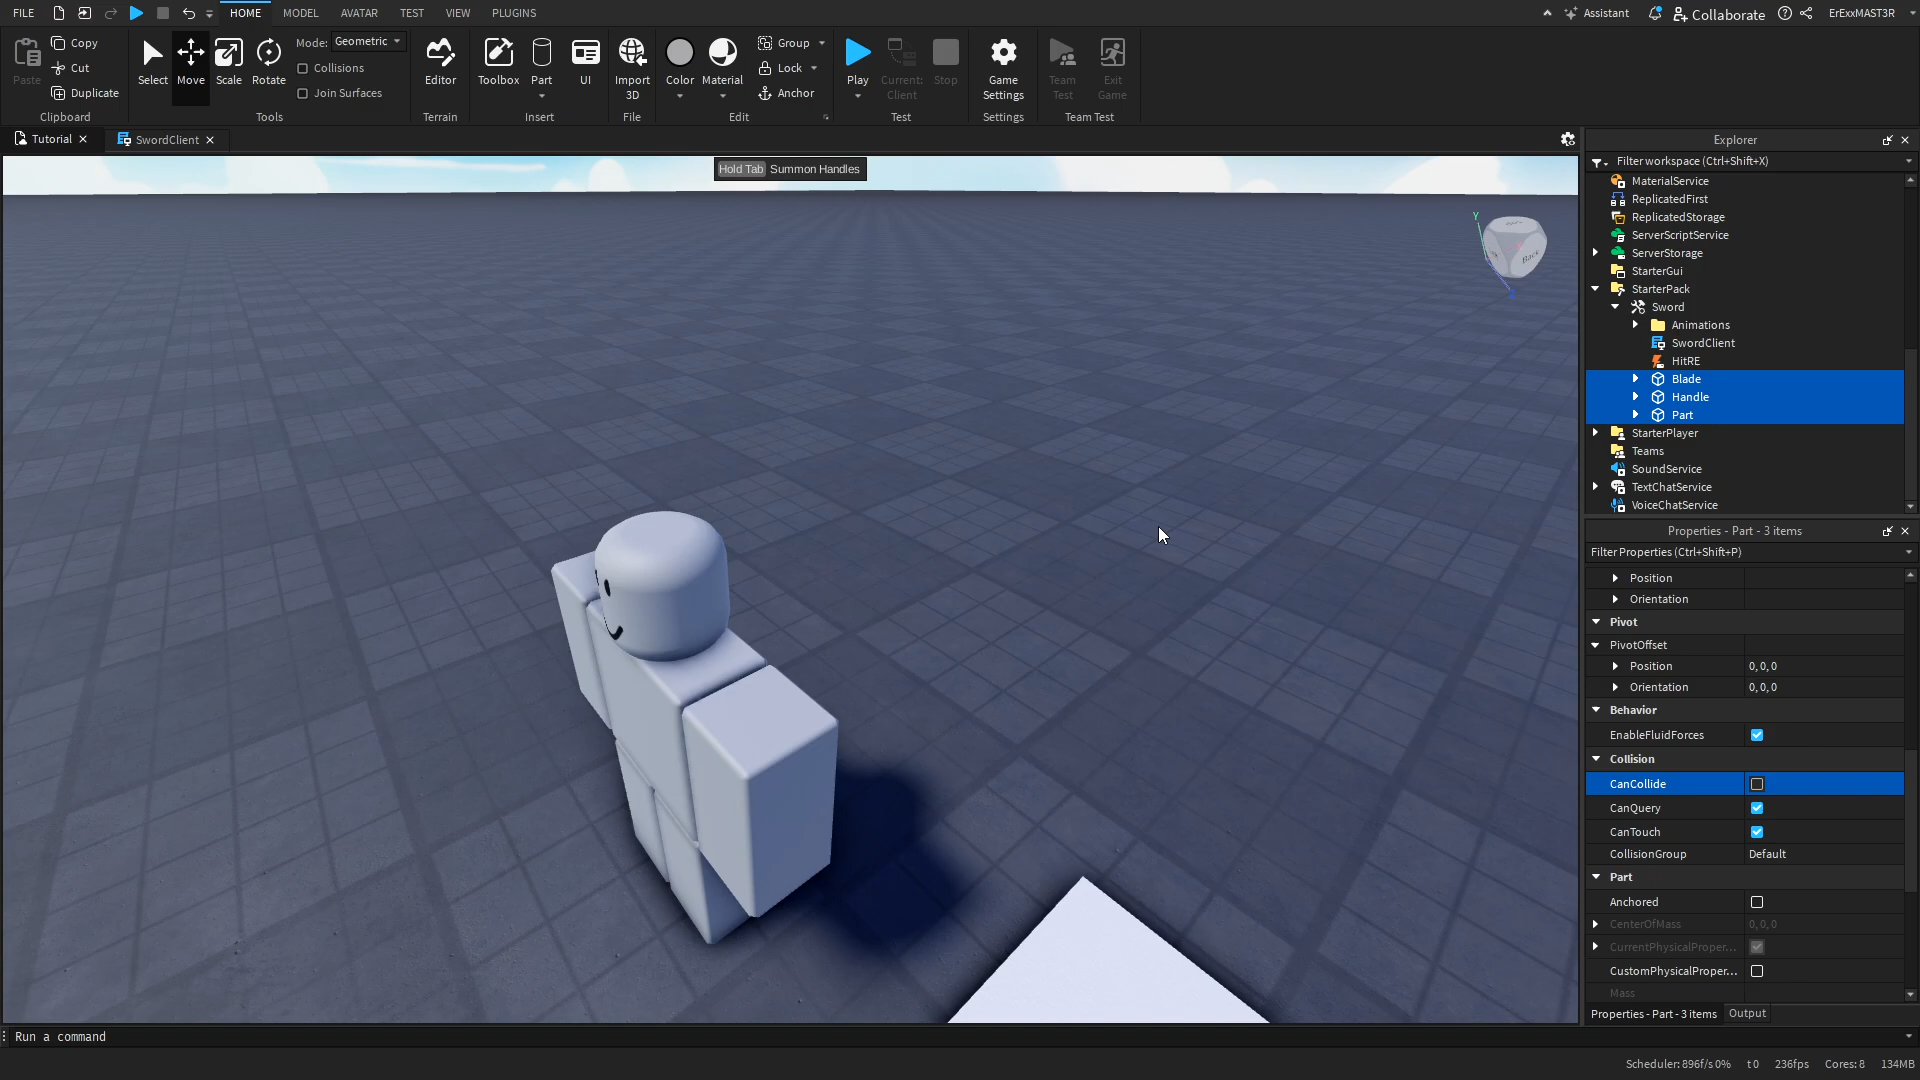 FILE HOME MODEL AVATAR TEST VIEW PLUGINS Assistant Collaborate ErExxMAST3R
Paste Copy Cut Duplicate
Clipboard
Select Move Scale Rotate
Mode: Geometric
Collisions
Join Surfaces
Tools
Editor
Terrain
Toolbox Part UI
Insert
Import
3D
File
Color Material
Group
Lock
Anchor
Edit
Play
Current:
Client
Stop
Test
Game
Settings
Settings
Team
Test
Exit
Game
Team Test
Tutorial
SwordClient
Hold Tab Summon Handles
Y
Back
Explorer
Filter workspace (Ctrl+Shift+X)
MaterialService
ReplicatedFirst
ReplicatedStorage
ServerScriptService
ServerStorage
StarterGui
StarterPack
Sword
Animations
SwordClient
HitRE
Blade
Handle
Part
StarterPlayer
Teams
SoundService
TextChatService
VoiceChatService
Properties - Part - 3 items
Filter Properties (Ctrl+Shift+P)
Position
Orientation
Pivot
PivotOffset
Position 0, 0, 0
Orientation 0, 0, 0
Behavior
EnableFluidForces
Collision
CanCollide
CanQuery
CanTouch
CollisionGroup Default
Part
Anchored
CenterOfMass 0, 0, 0
CurrentPhysicalProper...
CustomPhysicalProper...
Mass
Properties - Part - 3 items Output
Run a command
Scheduler: 896f/s 0% t 0 236fps Cores: 8 134MB